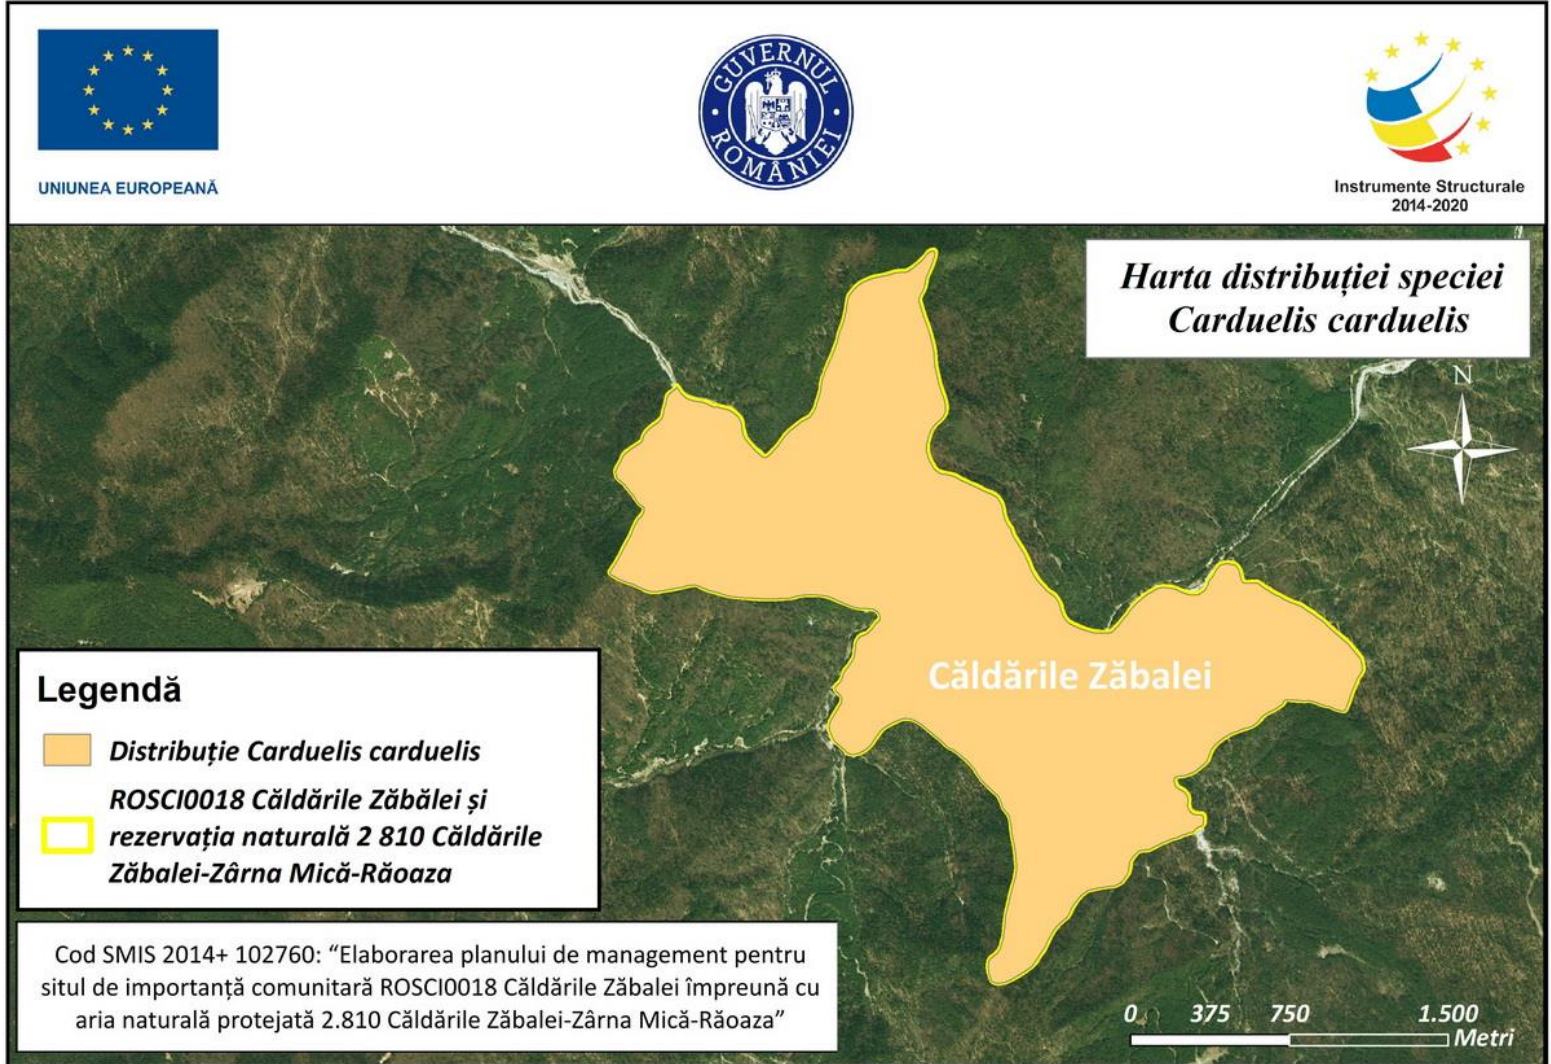 UNIUNEA EUROPEANĂ
GUVERNUL ROMÂNIEI
Instrumente Structurale
2014-2020
Harta distribuției speciei
Carduelis carduelis
N
Căldările Zăbalei
Legendă
Distribuție Carduelis carduelis
ROSCI0018 Căldările Zăbălei și
rezervația naturală 2 810 Căldările
Zăbalei-Zârna Mică-Răoaza
Cod SMIS 2014+ 102760: “Elaborarea planului de management pentru
situl de importanță comunitară ROSCI0018 Căldările Zăbalei împreună cu
aria naturală protejată 2.810 Căldările Zăbalei-Zârna Mică-Răoaza”
0 375 750 1.500
Metri